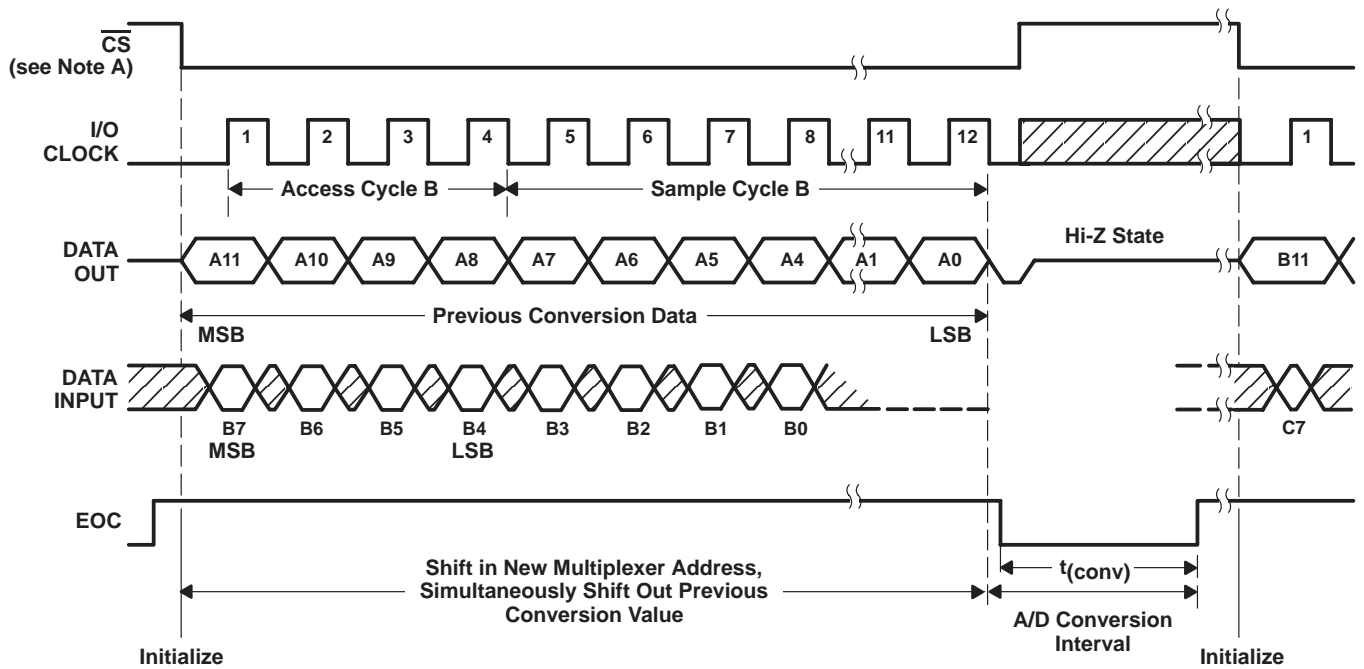 CS
(see Note A)
I/O
CLOCK
1 2 3 4 5 6 7 8 11 12 1
Access Cycle B Sample Cycle B
DATA
OUT
A11 A10 A9 A8 A7 A6 A5 A4 A1 A0 Hi-Z State B11
Previous Conversion Data
MSB LSB
DATA
INPUT
B7 B6 B5 B4 B3 B2 B1 B0 C7
MSB LSB
EOC
Shift in New Multiplexer Address,
Simultaneously Shift Out Previous
Conversion Value
t(conv)
A/D Conversion
Interval
Initialize Initialize